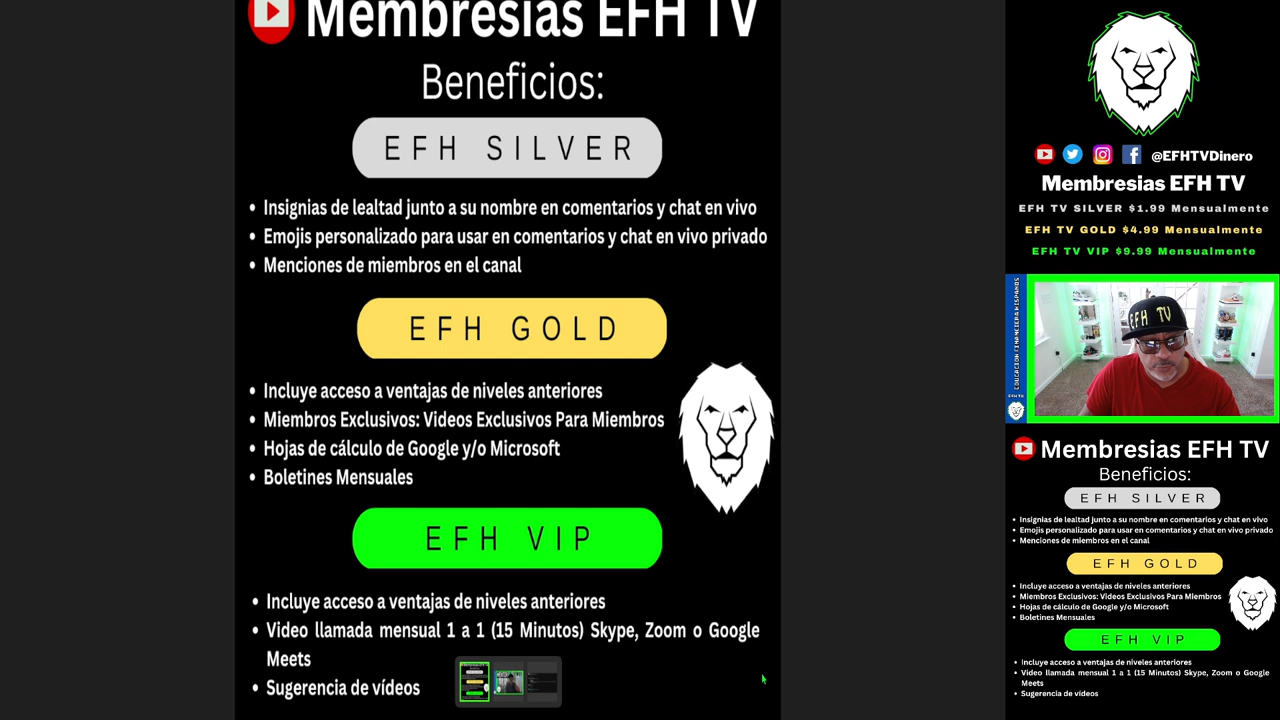 Membresias EFH TV
Beneficios:
EFH SILVER
• Insignias de lealtad junto a su nombre en comentarios y chat en vivo
• Emojis personalizado para usar en comentarios y chat en vivo privado
• Menciones de miembros en el canal
EFH GOLD
• Incluye acceso a ventajas de niveles anteriores
• Miembros Exclusivos: Videos Exclusivos Para Miembros
• Hojas de cálculo de Google y/o Microsoft
• Boletines Mensuales
EFH VIP
• Incluye acceso a ventajas de niveles anteriores
• Video llamada mensual 1 a 1 (15 Minutos) Skype, Zoom o Google
Meets
• Sugerencia de vídeos
@EFHTVDinero
Membresias EFH TV
EFH TV SILVER $1.99 Mensualmente
EFH TV GOLD $4.99 Mensualmente
EFH TV VIP $9.99 Mensualmente
EDUCACION FINANCIERA HISPANOS
EFH TV
EFH TV
Membresias EFH TV
Beneficios:
EFH SILVER
• Insignias de lealtad junto a su nombre en comentarios y chat en vivo
• Emojis personalizado para usar en comentarios y chat en vivo privado
• Menciones de miembros en el canal
EFH GOLD
• Incluye acceso a ventajas de niveles anteriores
• Miembros Exclusivos: Videos Exclusivos Para Miembros
• Hojas de cálculo de Google y/o Microsoft
• Boletines Mensuales
EFH VIP
• Incluye acceso a ventajas de niveles anteriores
• Video llamada mensual 1 a 1 (15 Minutos) Skype, Zoom o Google
Meets
• Sugerencia de vídeos